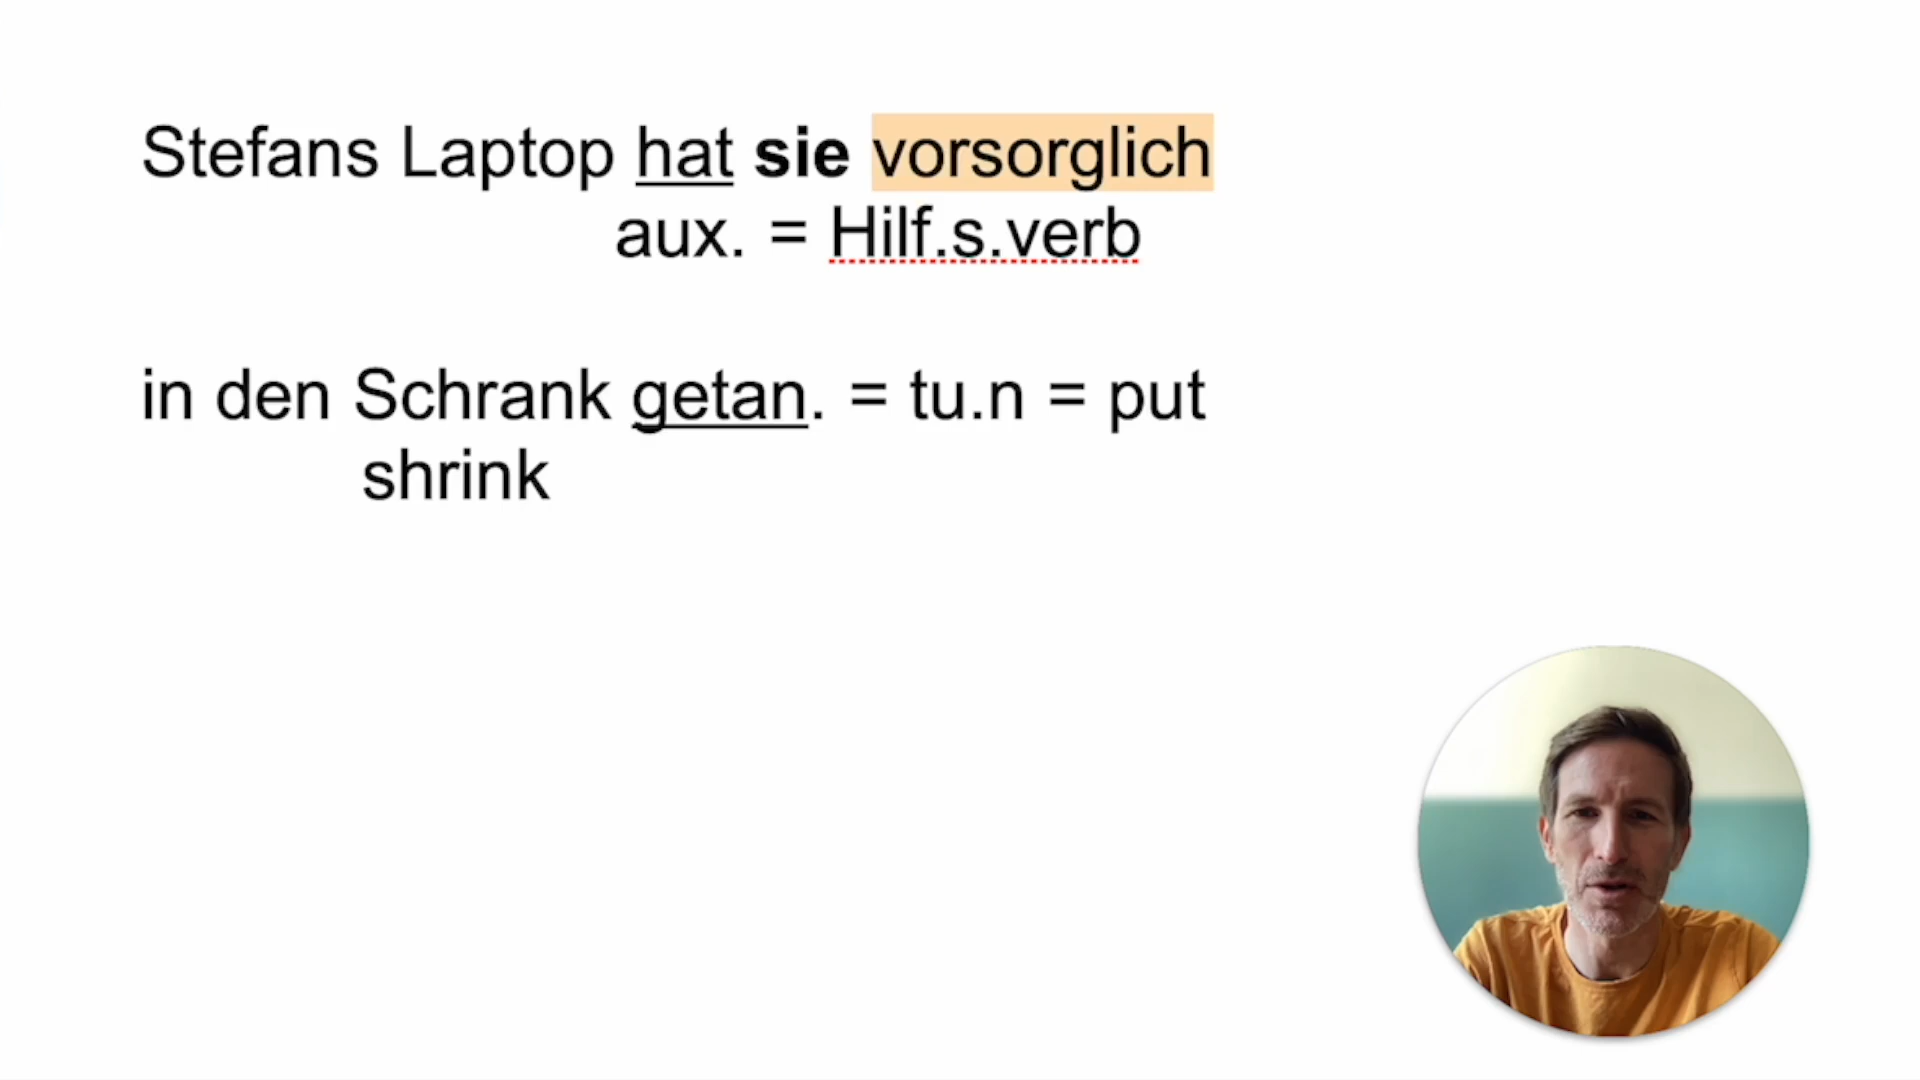 Stefans Laptop hat sie vorsorglich
aux. = Hilf.s.verb
in den Schrank getan. = tu.n = put
shrink